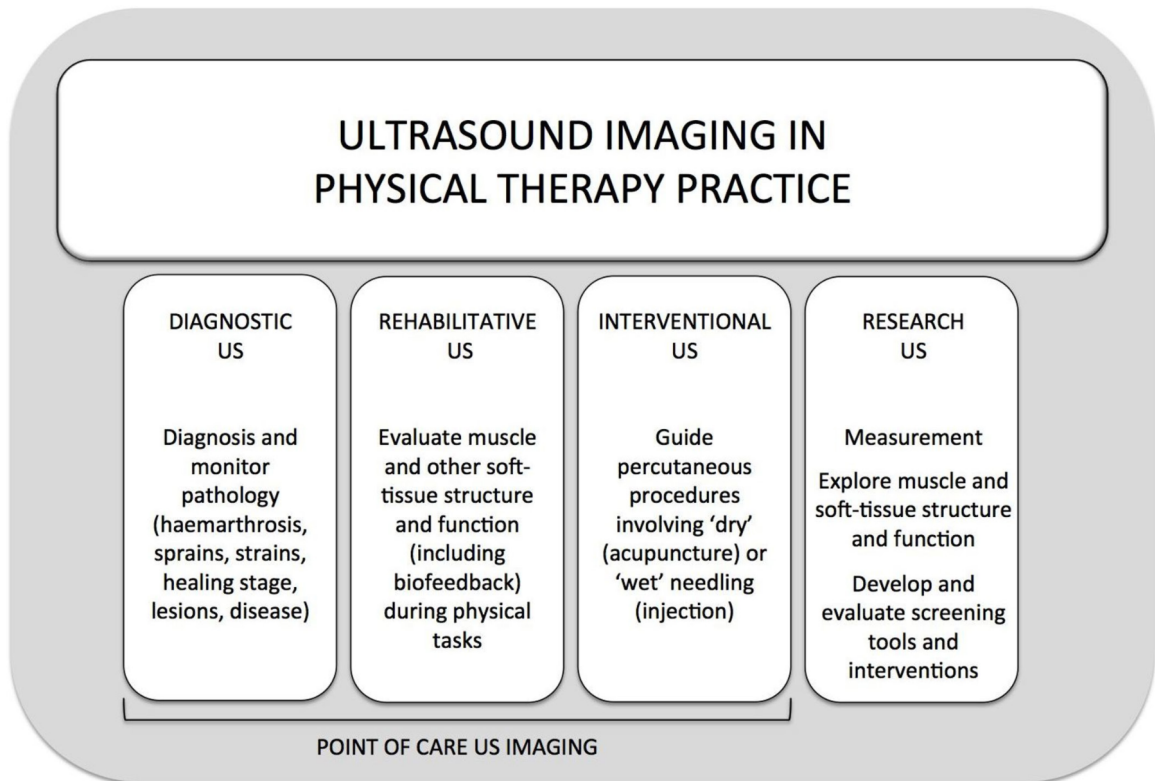 ULTRASOUND IMAGING IN
PHYSICAL THERAPY PRACTICE
DIAGNOSTIC
US
Diagnosis and
monitor
pathology
(haemarthrosis,
sprains, strains,
healing stage,
lesions, disease)
REHABILITATIVE
US
Evaluate muscle
and other soft-
tissue structure
and function
(including
biofeedback)
during physical
tasks
INTERVENTIONAL
US
Guide
percutaneous
procedures
involving ‘dry’
(acupuncture) or
‘wet’ needling
(injection)
RESEARCH
US
Measurement
Explore muscle and
soft-tissue structure
and function
Develop and
evaluate screening
tools and
interventions
POINT OF CARE US IMAGING